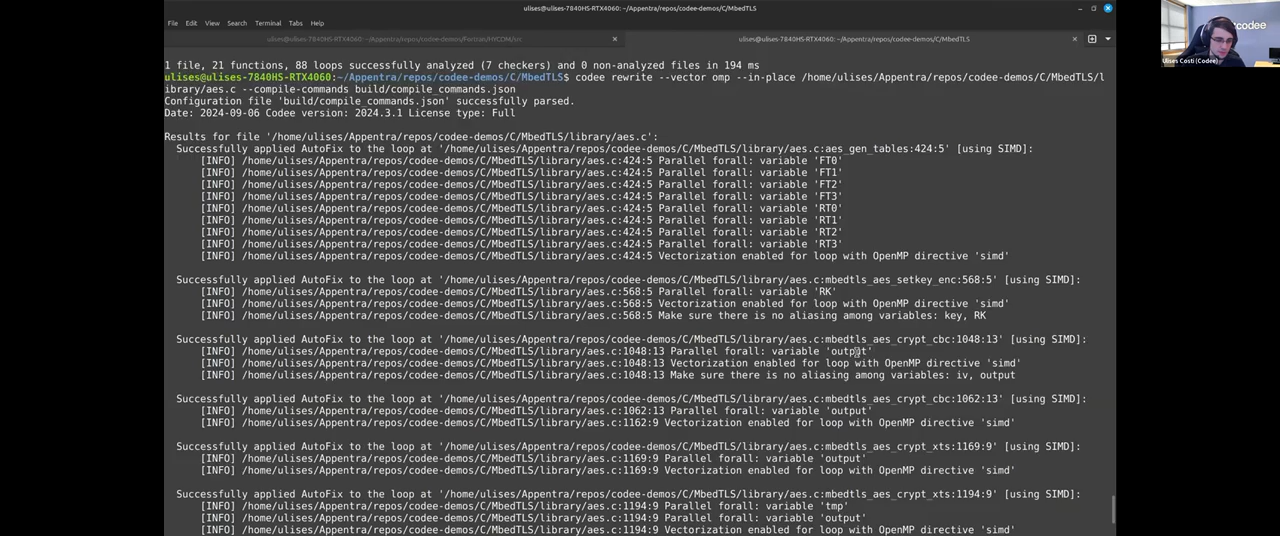 ulises@ulises-7840HS-RTX4060: ~/Appentra/repos/codee-demos/C/MbedTLS
File Edit View Search Terminal Tabs Help
ulises@ulises-7840HS-RTX4060: ~/Appentra/repos/codee-demos/Fortran/HYCOM/src
ulises@ulises-7840HS-RTX4060: ~/Appentra/repos/codee-demos/C/MbedTLS
1 file, 21 functions, 88 loops successfully analyzed (7 checkers) and 0 non-analyzed files in 194 ms
ulises@ulises-7840HS-RTX4060:~/Appentra/repos/codee-demos/C/MbedTLS$ codee rewrite --vector omp --in-place /home/ulises/Appentra/repos/codee-demos/C/MbedTLS/l
ibrary/aes.c --compile-commands build/compile_commands.json
Configuration file 'build/compile_commands.json' successfully parsed.
Date: 2024-09-06 Codee version: 2024.3.1 License type: Full
Results for file '/home/ulises/Appentra/repos/codee-demos/C/MbedTLS/library/aes.c':
Successfully applied AutoFix to the loop at '/home/ulises/Appentra/repos/codee-demos/C/MbedTLS/library/aes.c:aes_gen_tables:424:5' [using SIMD]:
[INFO] /home/ulises/Appentra/repos/codee-demos/C/MbedTLS/library/aes.c:424:5 Parallel forall: variable 'FT0'
[INFO] /home/ulises/Appentra/repos/codee-demos/C/MbedTLS/library/aes.c:424:5 Parallel forall: variable 'FT1'
[INFO] /home/ulises/Appentra/repos/codee-demos/C/MbedTLS/library/aes.c:424:5 Parallel forall: variable 'FT2'
[INFO] /home/ulises/Appentra/repos/codee-demos/C/MbedTLS/library/aes.c:424:5 Parallel forall: variable 'FT3'
[INFO] /home/ulises/Appentra/repos/codee-demos/C/MbedTLS/library/aes.c:424:5 Parallel forall: variable 'RT0'
[INFO] /home/ulises/Appentra/repos/codee-demos/C/MbedTLS/library/aes.c:424:5 Parallel forall: variable 'RT1'
[INFO] /home/ulises/Appentra/repos/codee-demos/C/MbedTLS/library/aes.c:424:5 Parallel forall: variable 'RT2'
[INFO] /home/ulises/Appentra/repos/codee-demos/C/MbedTLS/library/aes.c:424:5 Parallel forall: variable 'RT3'
[INFO] /home/ulises/Appentra/repos/codee-demos/C/MbedTLS/library/aes.c:424:5 Vectorization enabled for loop with OpenMP directive 'simd'
Successfully applied AutoFix to the loop at '/home/ulises/Appentra/repos/codee-demos/C/MbedTLS/library/aes.c:mbedtls_aes_setkey_enc:568:5' [using SIMD]:
[INFO] /home/ulises/Appentra/repos/codee-demos/C/MbedTLS/library/aes.c:568:5 Parallel forall: variable 'RK'
[INFO] /home/ulises/Appentra/repos/codee-demos/C/MbedTLS/library/aes.c:568:5 Vectorization enabled for loop with OpenMP directive 'simd'
[INFO] /home/ulises/Appentra/repos/codee-demos/C/MbedTLS/library/aes.c:568:5 Make sure there is no aliasing among variables: key, RK
Successfully applied AutoFix to the loop at '/home/ulises/Appentra/repos/codee-demos/C/MbedTLS/library/aes.c:mbedtls_aes_crypt_cbc:1048:13' [using SIMD]:
[INFO] /home/ulises/Appentra/repos/codee-demos/C/MbedTLS/library/aes.c:1048:13 Parallel forall: variable 'output'
[INFO] /home/ulises/Appentra/repos/codee-demos/C/MbedTLS/library/aes.c:1048:13 Vectorization enabled for loop with OpenMP directive 'simd'
[INFO] /home/ulises/Appentra/repos/codee-demos/C/MbedTLS/library/aes.c:1048:13 Make sure there is no aliasing among variables: iv, output
Successfully applied AutoFix to the loop at '/home/ulises/Appentra/repos/codee-demos/C/MbedTLS/library/aes.c:mbedtls_aes_crypt_cbc:1062:13' [using SIMD]:
[INFO] /home/ulises/Appentra/repos/codee-demos/C/MbedTLS/library/aes.c:1062:13 Parallel forall: variable 'output'
[INFO] /home/ulises/Appentra/repos/codee-demos/C/MbedTLS/library/aes.c:1162:9 Vectorization enabled for loop with OpenMP directive 'simd'
Successfully applied AutoFix to the loop at '/home/ulises/Appentra/repos/codee-demos/C/MbedTLS/library/aes.c:mbedtls_aes_crypt_xts:1169:9' [using SIMD]:
[INFO] /home/ulises/Appentra/repos/codee-demos/C/MbedTLS/library/aes.c:1169:9 Parallel forall: variable 'output'
[INFO] /home/ulises/Appentra/repos/codee-demos/C/MbedTLS/library/aes.c:1169:9 Vectorization enabled for loop with OpenMP directive 'simd'
Successfully applied AutoFix to the loop at '/home/ulises/Appentra/repos/codee-demos/C/MbedTLS/library/aes.c:mbedtls_aes_crypt_xts:1194:9' [using SIMD]:
[INFO] /home/ulises/Appentra/repos/codee-demos/C/MbedTLS/library/aes.c:1194:9 Parallel forall: variable 'tmp'
[INFO] /home/ulises/Appentra/repos/codee-demos/C/MbedTLS/library/aes.c:1194:9 Parallel forall: variable 'output'
[INFO] /home/ulises/Appentra/repos/codee-demos/C/MbedTLS/library/aes.c:1194:9 Vectorization enabled for loop with OpenMP directive 'simd'
codee
Ulises Costi (Codee)